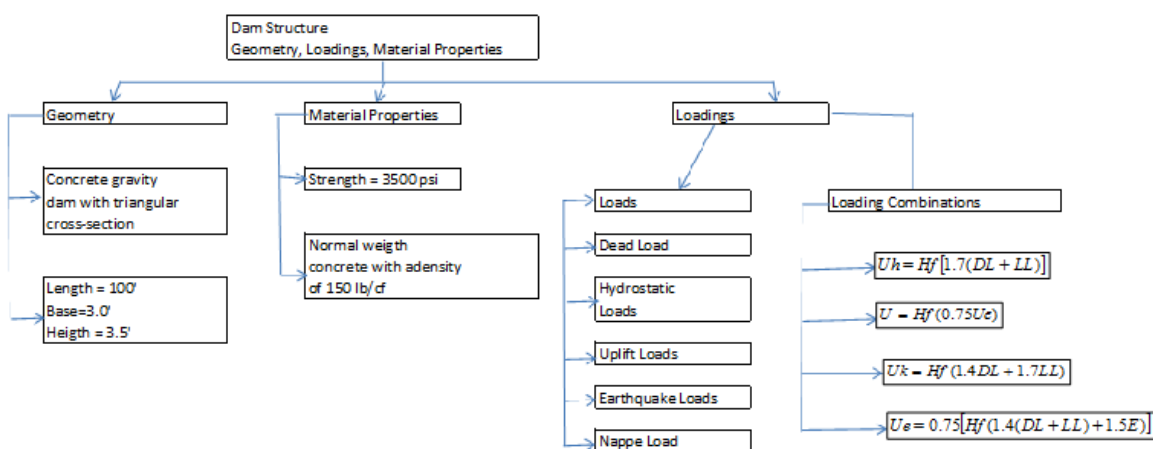 Dam Structure
Geometry, Loadings, Material Properties
Geometry
Material Properties
Loadings
Concrete gravity
dam with triangular
cross-section
Strength = 3500 psi
Loads
Loading Combinations
Normal weigth
concrete with adensity
of 150 lb/cf
Dead Load
Uh = Hf[1.7(DL + LL)]
Length = 100'
Base=3.0'
Heigth = 3.5'
Hydrostatic
Loads
U = Hf(0.75Ue)
Uplift Loads
Uk = Hf(1.4DL + 1.7LL)
Earthquake Loads
Ue = 0.75[Hf(1.4(DL + LL) + 1.5E)]
Nappe Load